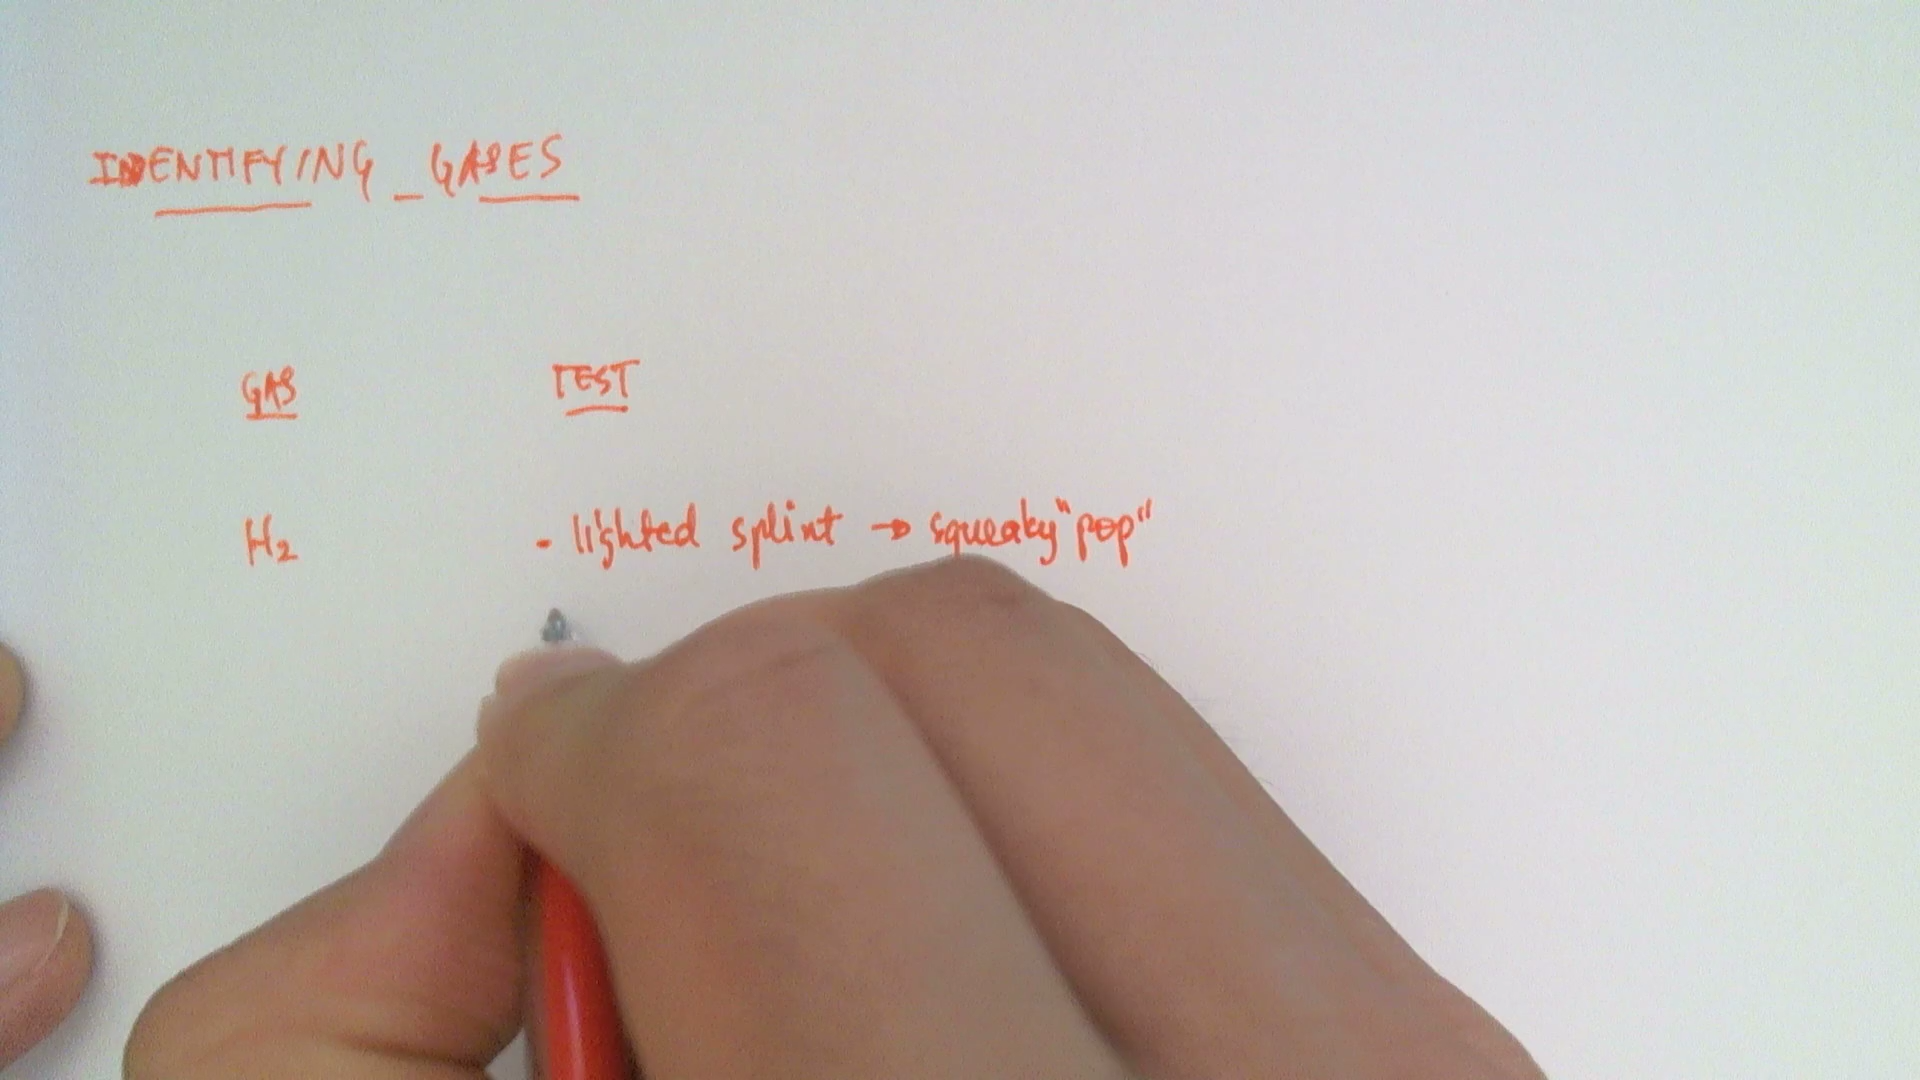 IDENTIFYING GASES
GAS TEST
H2 - lighted splint → squeaky "pop"